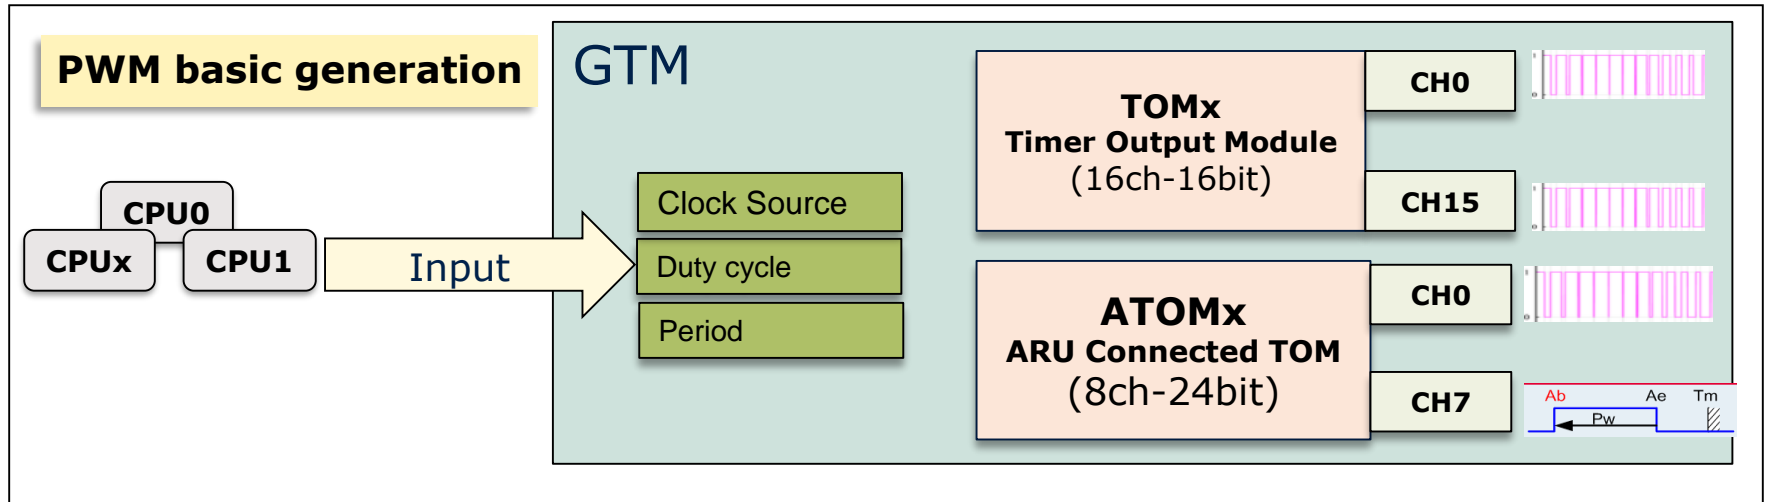 PWM basic generation
GTM
CPU0
CPUx
CPU1
Input
Clock Source
Duty cycle
Period
TOMx
Timer Output Module
(16ch-16bit)
CH0
CH15
ATOMx
ARU Connected TOM
(8ch-24bit)
CH0
CH7
Ab
Ae
Tm
Pw